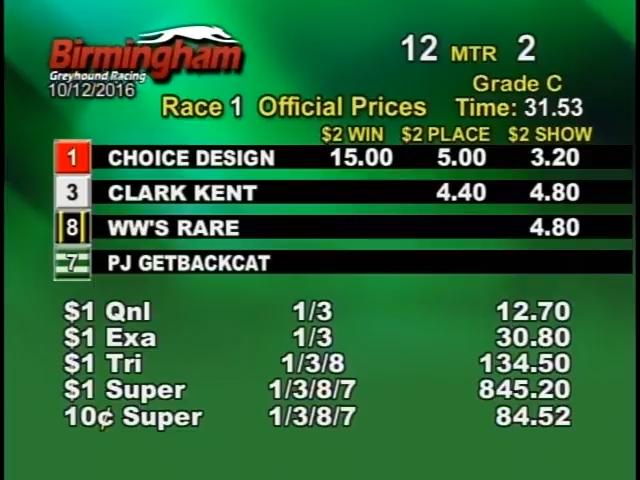 Birmingham
Greyhound Racing
10/12/2016
12 MTR 2
Grade C
Race 1 Official Prices Time: 31.53
$2 WIN $2 PLACE $2 SHOW
1 CHOICE DESIGN 15.00 5.00 3.20
3 CLARK KENT 4.40 4.80
8 WW'S RARE 4.80
7 PJ GETBACKCAT
$1 Qnl 1/3 12.70
$1 Exa 1/3 30.80
$1 Tri 1/3/8 134.50
$1 Super 1/3/8/7 845.20
10¢ Super 1/3/8/7 84.52